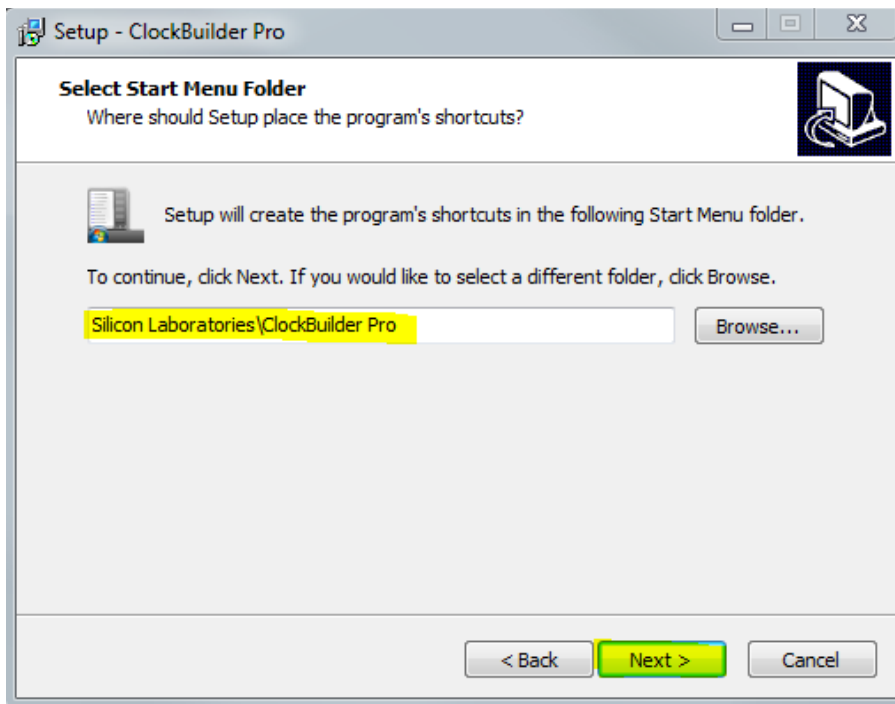 Setup - ClockBuilder Pro
Select Start Menu Folder
Where should Setup place the program's shortcuts?
Setup will create the program's shortcuts in the following Start Menu folder.
To continue, click Next. If you would like to select a different folder, click Browse.
Silicon Laboratories\ClockBuilder Pro
Browse...
< Back
Next >
Cancel